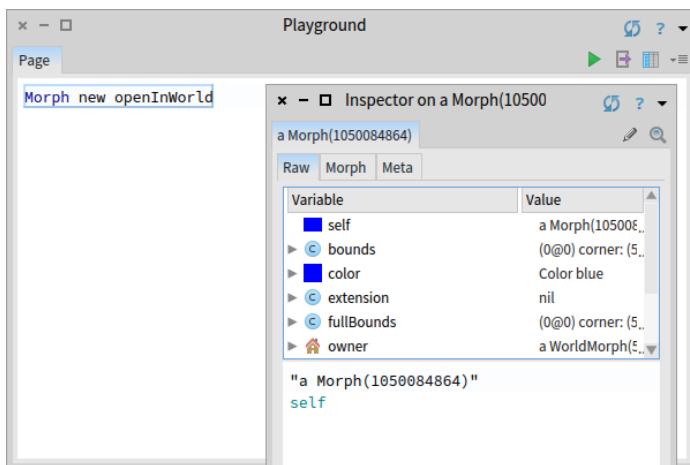 Playground
?
Page
Morph new openInWorld
Inspector on a Morph(10500
?
a Morph(1050084864)
Raw Morph Meta
Variable Value
self a Morph(105008..
bounds (0@0) corner: (5..
color Color blue
extension nil
fullBounds (0@0) corner: (5..
owner a WorldMorph(5..
"a Morph(1050084864)"
self